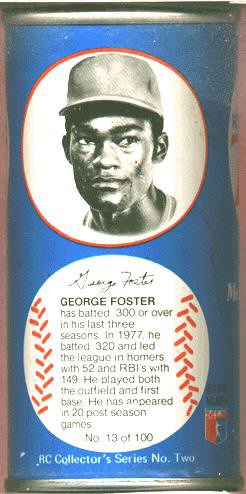 George Foster
GEORGE FOSTER
has batted .300 or over
in his last three
seasons. In 1977, he
batted .320 and led
the league in homers
with 52 and RBI's with
149. He played both
the outfield and first
base. He has appeared
in 20 post season
games.
No. 13 of 100
RC Collector's Series No. Two